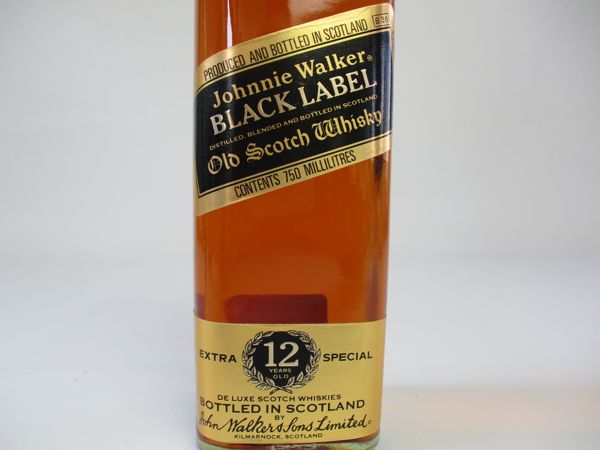 PRODUCED AND BOTTLED IN SCOTLAND
Johnnie Walker®
BLACK LABEL
DISTILLED, BLENDED AND BOTTLED IN SCOTLAND
Old Scotch Whisky
CONTENTS 750 MILLILITRES
EXTRA 12 SPECIAL
YEARS
OLD
DE LUXE SCOTCH WHISKIES
BOTTLED IN SCOTLAND
BY
John Walker & Sons Limited
KILMARNOCK, SCOTLAND